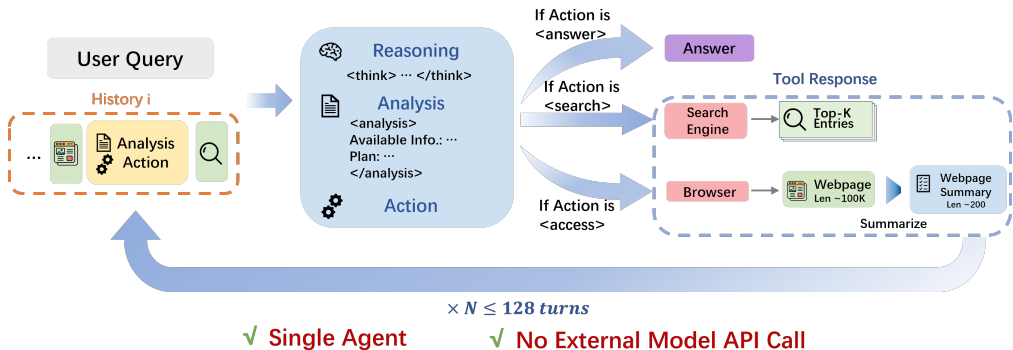 User Query
History i
...
Analysis
Action
Reasoning
<think> ... </think>
Analysis
<analysis>
Available Info.: ...
Plan: ...
</analysis>
Action
If Action is
<answer>
Answer
If Action is
<search>
Tool Response
Search
Engine
Top-K
Entries
If Action is
<access>
Browser
Webpage
Len ~100K
Webpage
Summary
Len ~200
Summarize
× N ≤ 128 turns
√ Single Agent
√ No External Model API Call